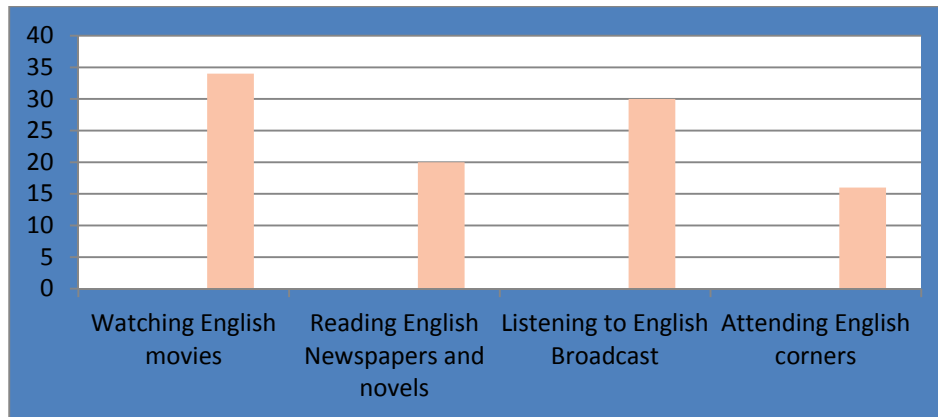 40
35
30
25
20
15
10
5
0
Watching English movies
Reading English Newspapers and novels
Listening to English Broadcast
Attending English corners